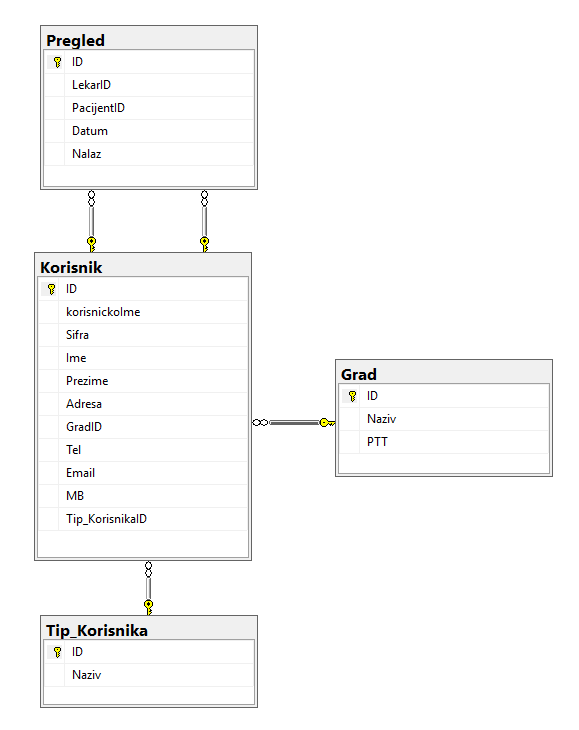 Pregled
ID
LekarID
PacijentID
Datum
Nalaz
Korisnik
ID
korisnickoIme
Sifra
Ime
Prezime
Adresa
GradID
Tel
Email
MB
Tip_KorisnikaID
Grad
ID
Naziv
PTT
Tip_Korisnika
ID
Naziv